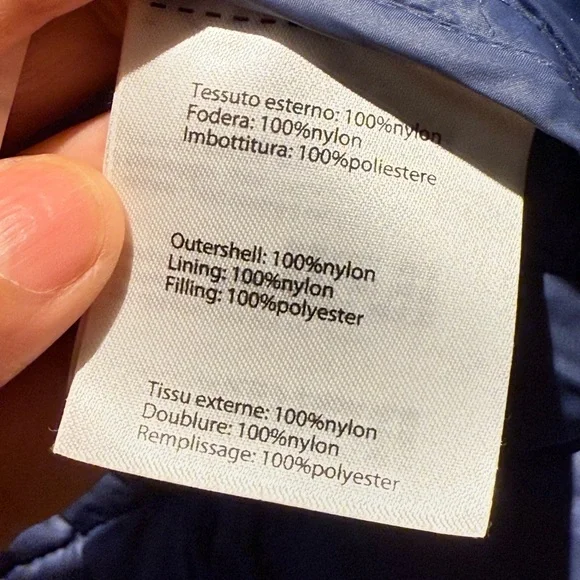 Tessuto esterno: 100%nylon
Fodera: 100%nylon
Imbottitura: 100%poliestere
Outershell: 100%nylon
Lining: 100%nylon
Filling: 100%polyester
Tissu externe: 100%nylon
Doublure: 100%nylon
Remplissage: 100%polyester